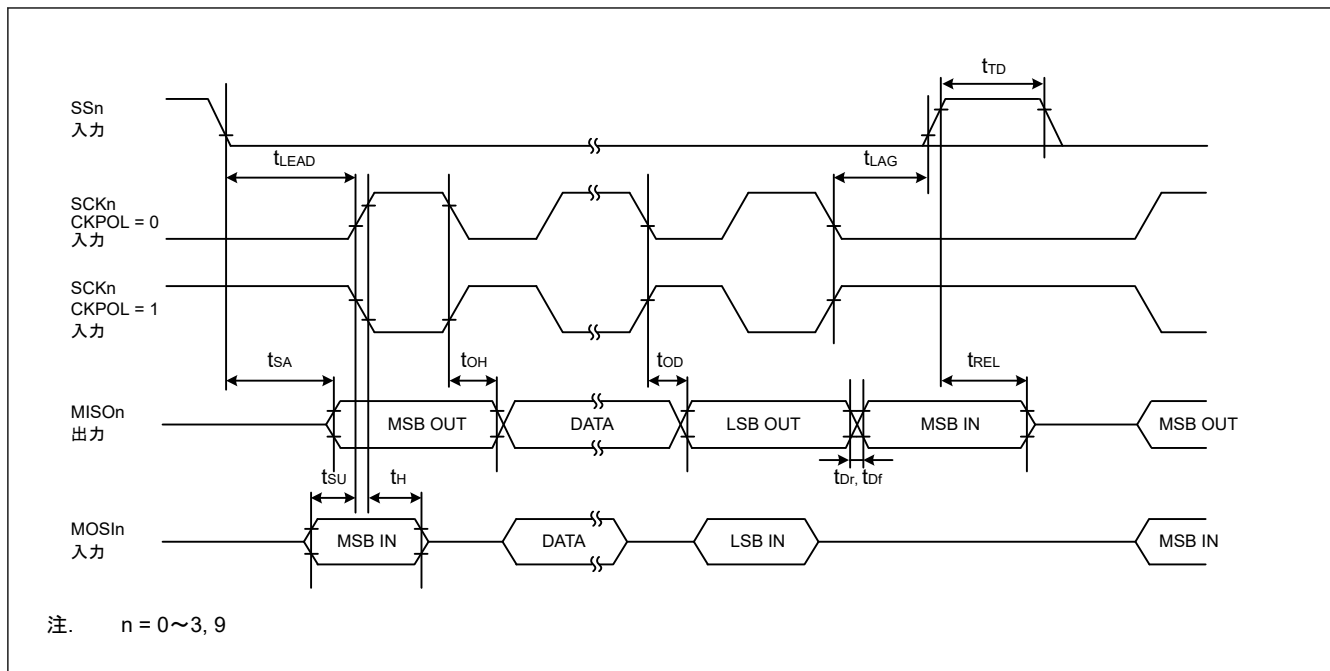 tTD
SSn
入力
tLEAD
tLAG
SCKn
CKPOL = 0
入力
SCKn
CKPOL = 1
入力
tSA
tOH
tOD
tREL
MISOn
出力
MSB OUT
DATA
LSB OUT
MSB IN
MSB OUT
tSU
tH
tDr, tDf
MOSIn
入力
MSB IN
DATA
LSB IN
MSB IN
注. n = 0～3, 9